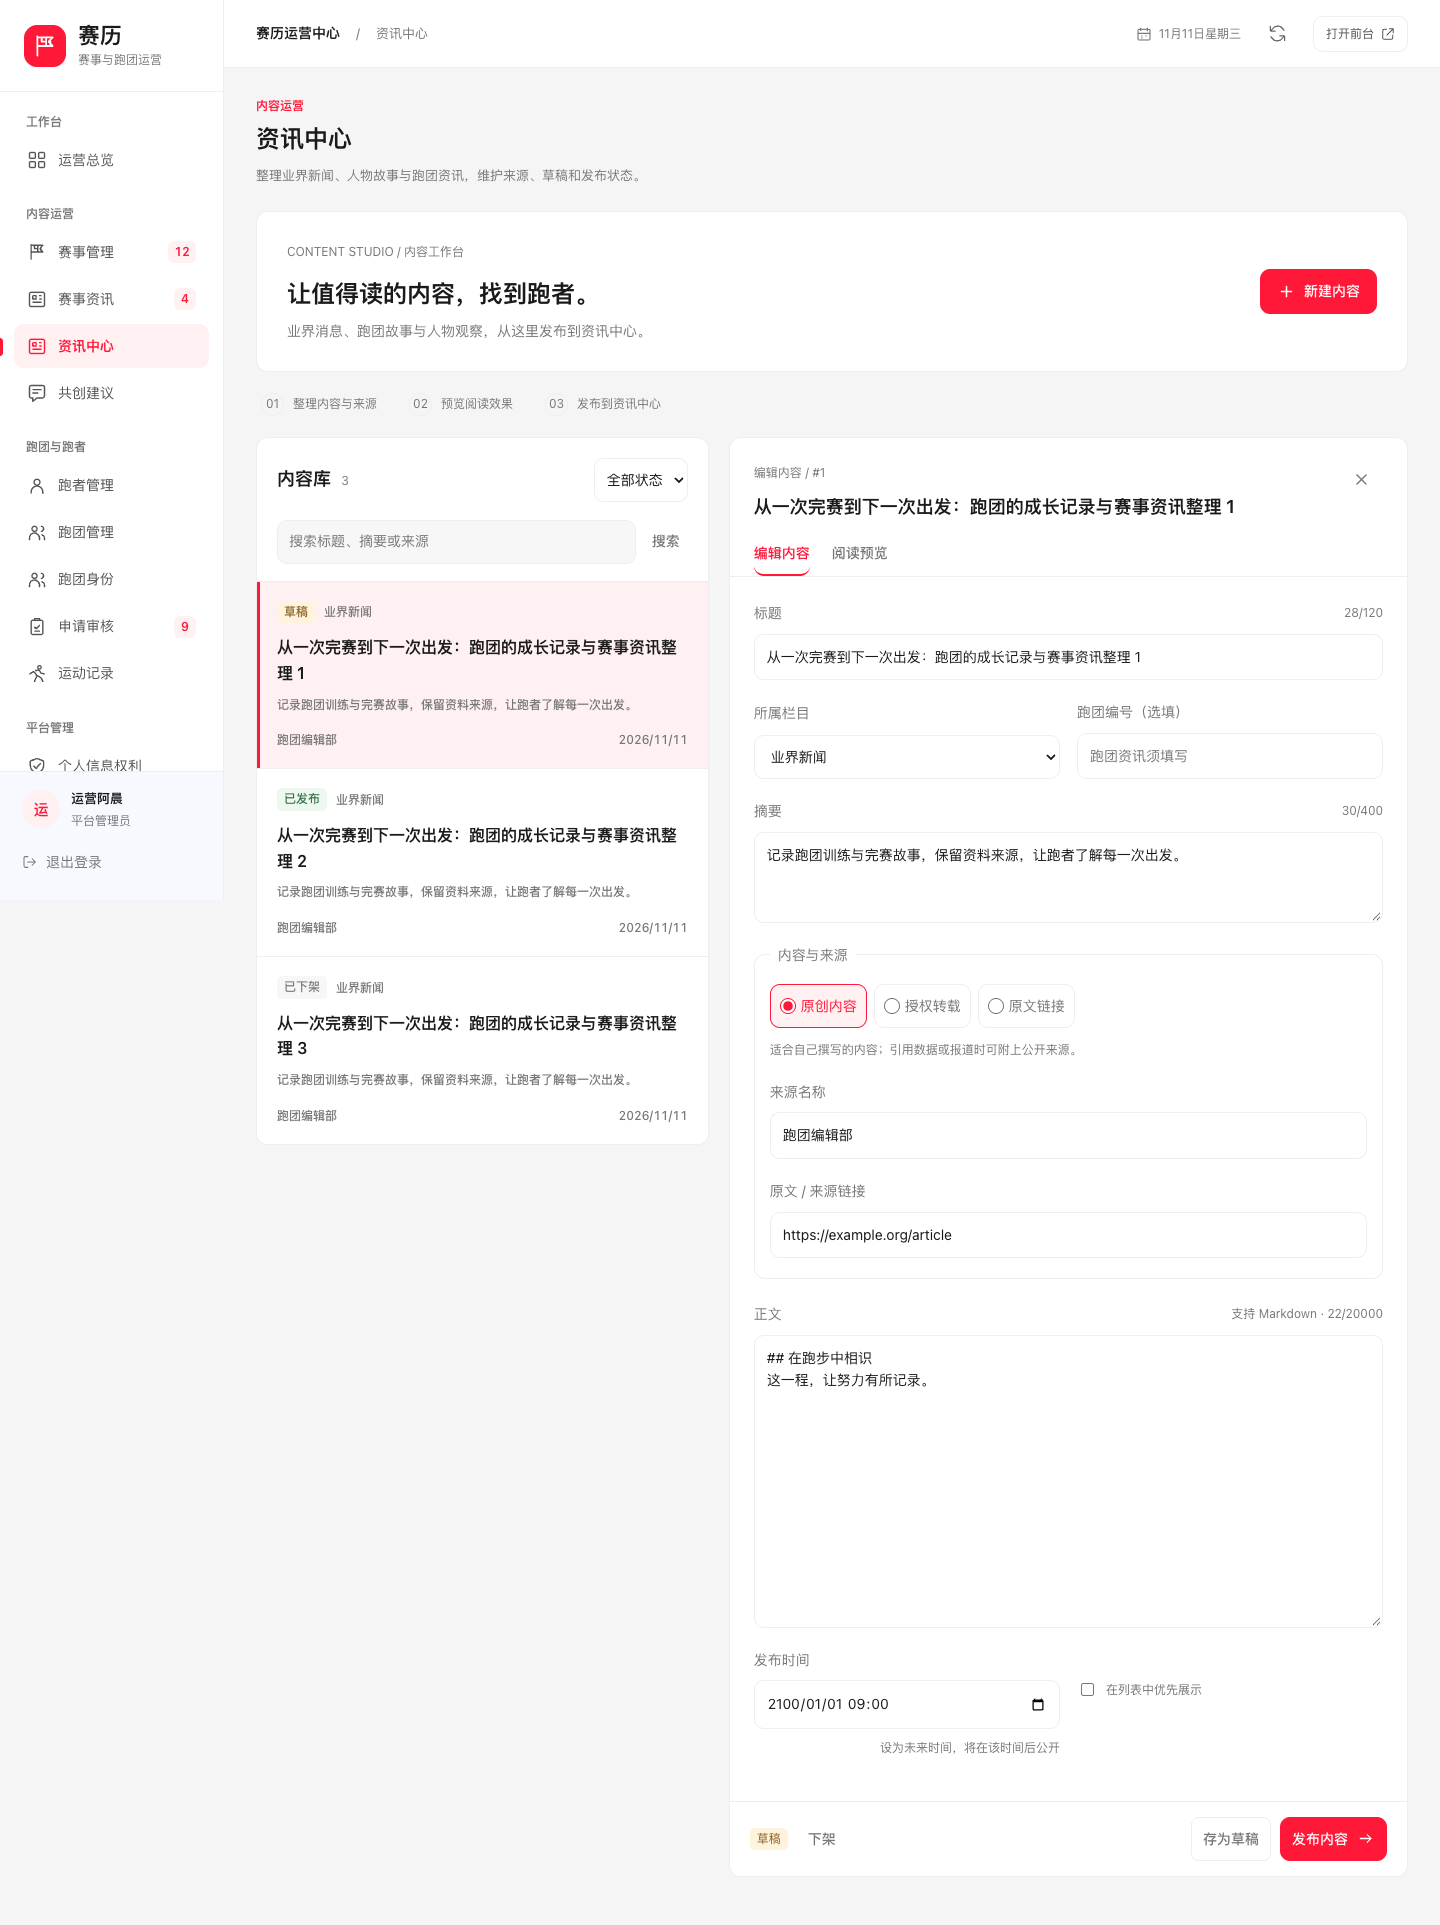 赛历
赛事与跑团运营
工作台
运营总览
内容运营
赛事管理 12
赛事资讯 4
资讯中心
共创建议
跑团与跑者
跑者管理
跑团管理
跑团身份
申请审核 9
运动记录
平台管理
个人信息权利
运 运营阿晨
平台管理员
退出登录
赛历运营中心 / 资讯中心
11月11日星期三
打开前台
内容运营
资讯中心
整理业界新闻、人物故事与跑团资讯，维护来源、草稿和发布状态。
CONTENT STUDIO / 内容工作台
让值得读的内容，找到跑者。
业界消息、跑团故事与人物观察，从这里发布到资讯中心。
新建内容
01 整理内容与来源 02 预览阅读效果 03 发布到资讯中心
内容库 3
全部状态
搜索标题、摘要或来源 搜索
草稿 业界新闻
从一次完赛到下一次出发：跑团的成长记录与赛事资讯整
理 1
记录跑团训练与完赛故事，保留资料来源，让跑者了解每一次出发。
跑团编辑部 2026/11/11
已发布 业界新闻
从一次完赛到下一次出发：跑团的成长记录与赛事资讯整
理 2
记录跑团训练与完赛故事，保留资料来源，让跑者了解每一次出发。
跑团编辑部 2026/11/11
已下架 业界新闻
从一次完赛到下一次出发：跑团的成长记录与赛事资讯整
理 3
记录跑团训练与完赛故事，保留资料来源，让跑者了解每一次出发。
跑团编辑部 2026/11/11
编辑内容 / #1
从一次完赛到下一次出发：跑团的成长记录与赛事资讯整理 1
编辑内容 阅读预览
标题 28/120
从一次完赛到下一次出发：跑团的成长记录与赛事资讯整理 1
所属栏目 跑团编号（选填）
业界新闻 跑团资讯须填写
摘要 30/400
记录跑团训练与完赛故事，保留资料来源，让跑者了解每一次出发。
内容与来源
原创内容 授权转载 原文链接
适合自己撰写的内容；引用数据或报道时可附上公开来源。
来源名称
跑团编辑部
原文 / 来源链接
https://example.org/article
正文 支持 Markdown · 22/20000
## 在跑步中相识
这一程，让努力有所记录。
发布时间
2100/01/01 09:00 在列表中优先展示
设为未来时间，将在该时间后公开
草稿 下架 存为草稿 发布内容